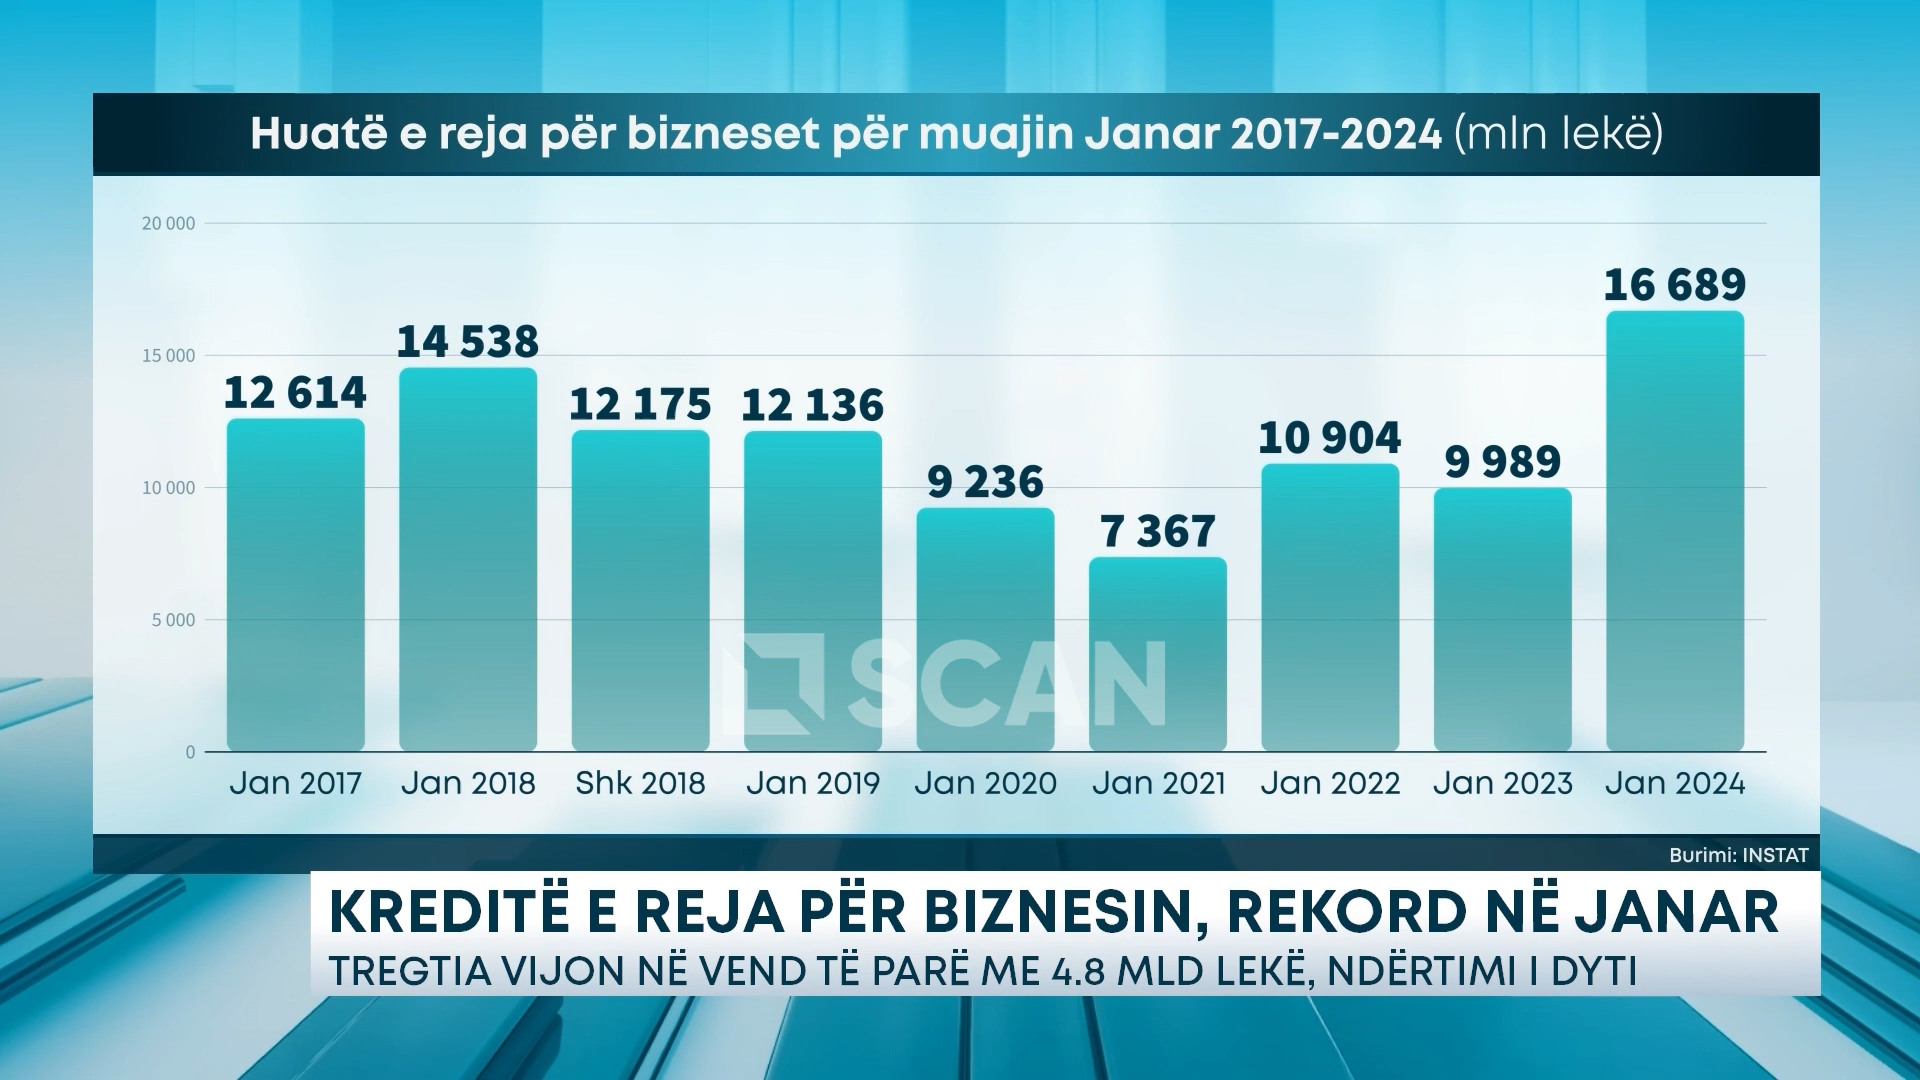 Huatë e reja për bizneset për muajin Janar 2017-2024 (mln lekë)
20 000
15 000
10 000
5 000
0
12 614
14 538
12 175
12 136
9 236
7 367
10 904
9 989
16 689
SCAN
Jan 2017
Jan 2018
Shk 2018
Jan 2019
Jan 2020
Jan 2021
Jan 2022
Jan 2023
Jan 2024
Burimi: INSTAT
KREDITË E REJA PËR BIZNESIN, REKORD NË JANAR
TREGTIA VIJON NË VEND TË PARË ME 4.8 MLD LEKË, NDËRTIMI I DYTI